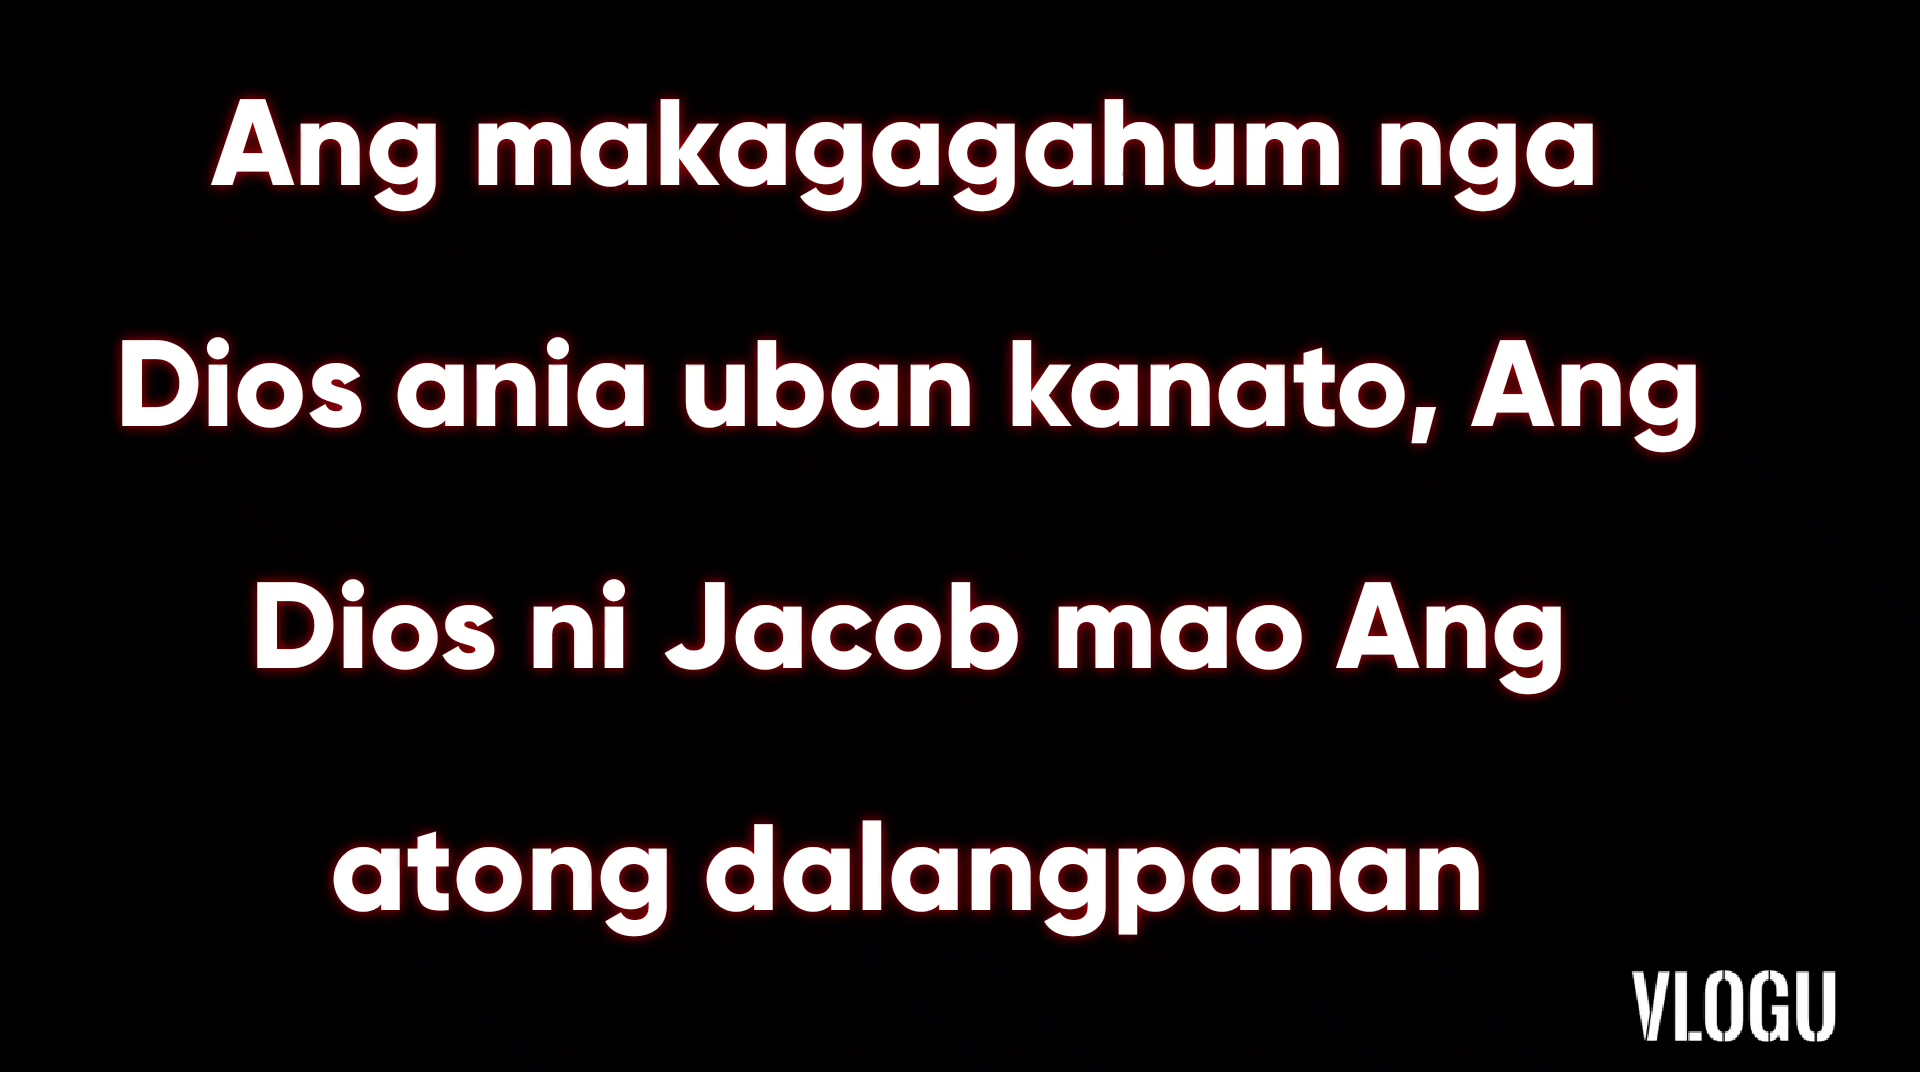 Ang makagagahum nga
Dios ania uban kanato, Ang
Dios ni Jacob mao Ang
atong dalangpanan
VLOGU